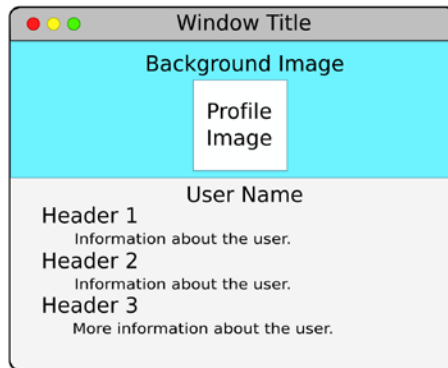 Window Title
Background Image
Profile
Image
User Name
Header 1
Information about the user.
Header 2
Information about the user.
Header 3
More information about the user.